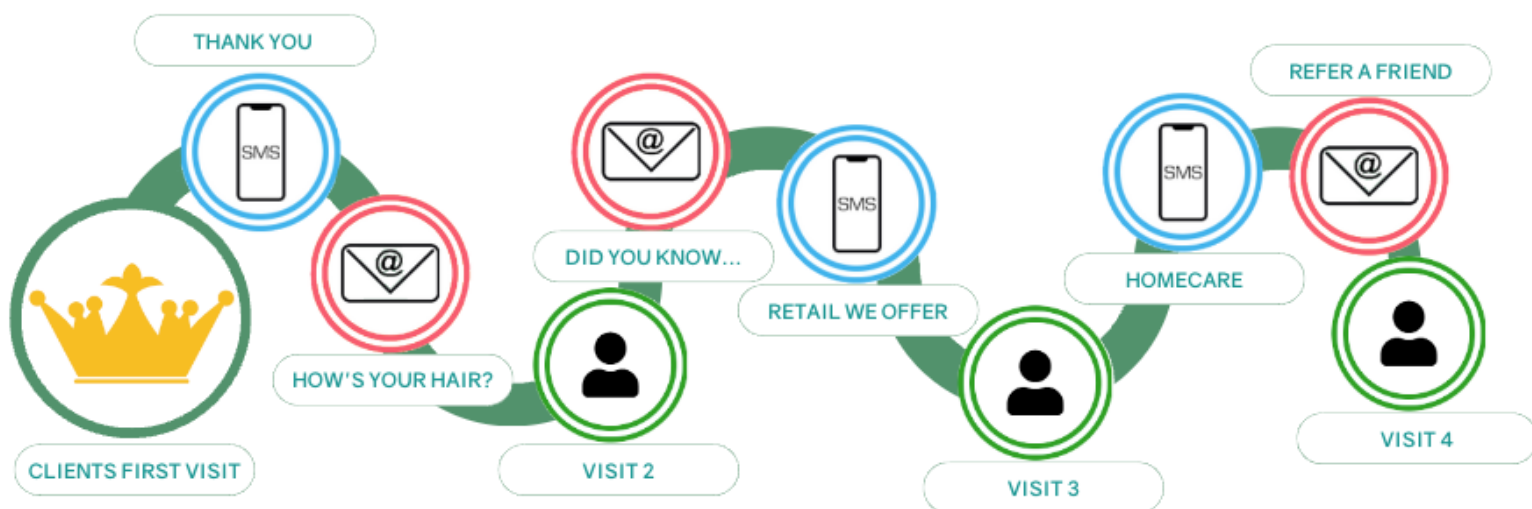 THANK YOU
SMS
CLIENTS FIRST VISIT
@
HOW'S YOUR HAIR?
VISIT 2
@
DID YOU KNOW...
SMS
RETAIL WE OFFER
VISIT 3
SMS
HOMECARE
REFER A FRIEND
@
VISIT 4